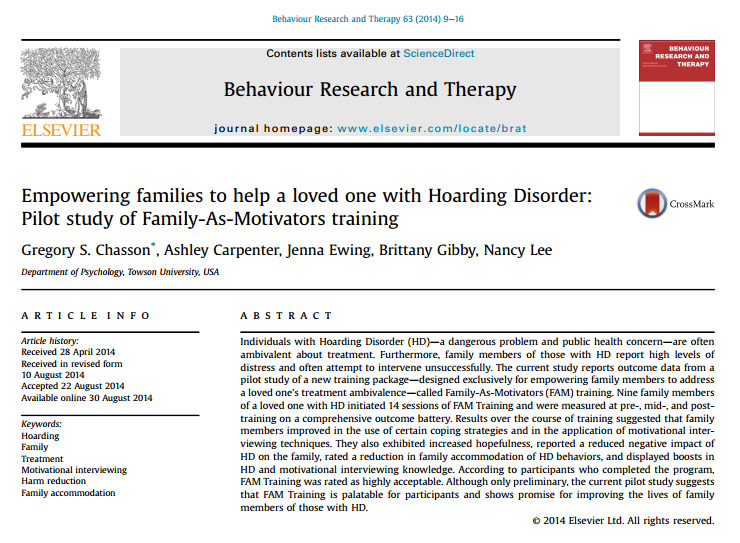 Behaviour Research and Therapy 63 (2014) 9–16
Contents lists available at ScienceDirect
Behaviour Research and Therapy
journal homepage: www.elsevier.com/locate/brat
ELSEVIER
BEHAVIOUR
RESEARCH AND
THERAPY
Empowering families to help a loved one with Hoarding Disorder:
Pilot study of Family-As-Motivators training
CrossMark
Gregory S. Chasson*, Ashley Carpenter, Jenna Ewing, Brittany Gibby, Nancy Lee
Department of Psychology, Towson University, USA
ARTICLE INFO
Article history:
Received 28 April 2014
Received in revised form
10 August 2014
Accepted 22 August 2014
Available online 30 August 2014
Keywords:
Hoarding
Family
Treatment
Motivational interviewing
Harm reduction
Family accommodation
ABSTRACT
Individuals with Hoarding Disorder (HD)—a dangerous problem and public health concern—are often
ambivalent about treatment. Furthermore, family members of those with HD report high levels of
distress and often attempt to intervene unsuccessfully. The current study reports outcome data from a
pilot study of a new training package—designed exclusively for empowering family members to address
a loved one's treatment ambivalence—called Family-As-Motivators (FAM) training. Nine family members
of a loved one with HD initiated 14 sessions of FAM Training and were measured at pre-, mid-, and post-
training on a comprehensive outcome battery. Results over the course of training suggested that family
members improved in the use of certain coping strategies and in the application of motivational inter-
viewing techniques. They also exhibited increased hopefulness, reported a reduced negative impact of
HD on the family, rated a reduction in family accommodation of HD behaviors, and displayed boosts in
HD and motivational interviewing knowledge. According to participants who completed the program,
FAM Training was rated as highly acceptable. Although only preliminary, the current pilot study suggests
that FAM Training is palatable for participants and shows promise for improving the lives of family
members of those with HD.
© 2014 Elsevier Ltd. All rights reserved.